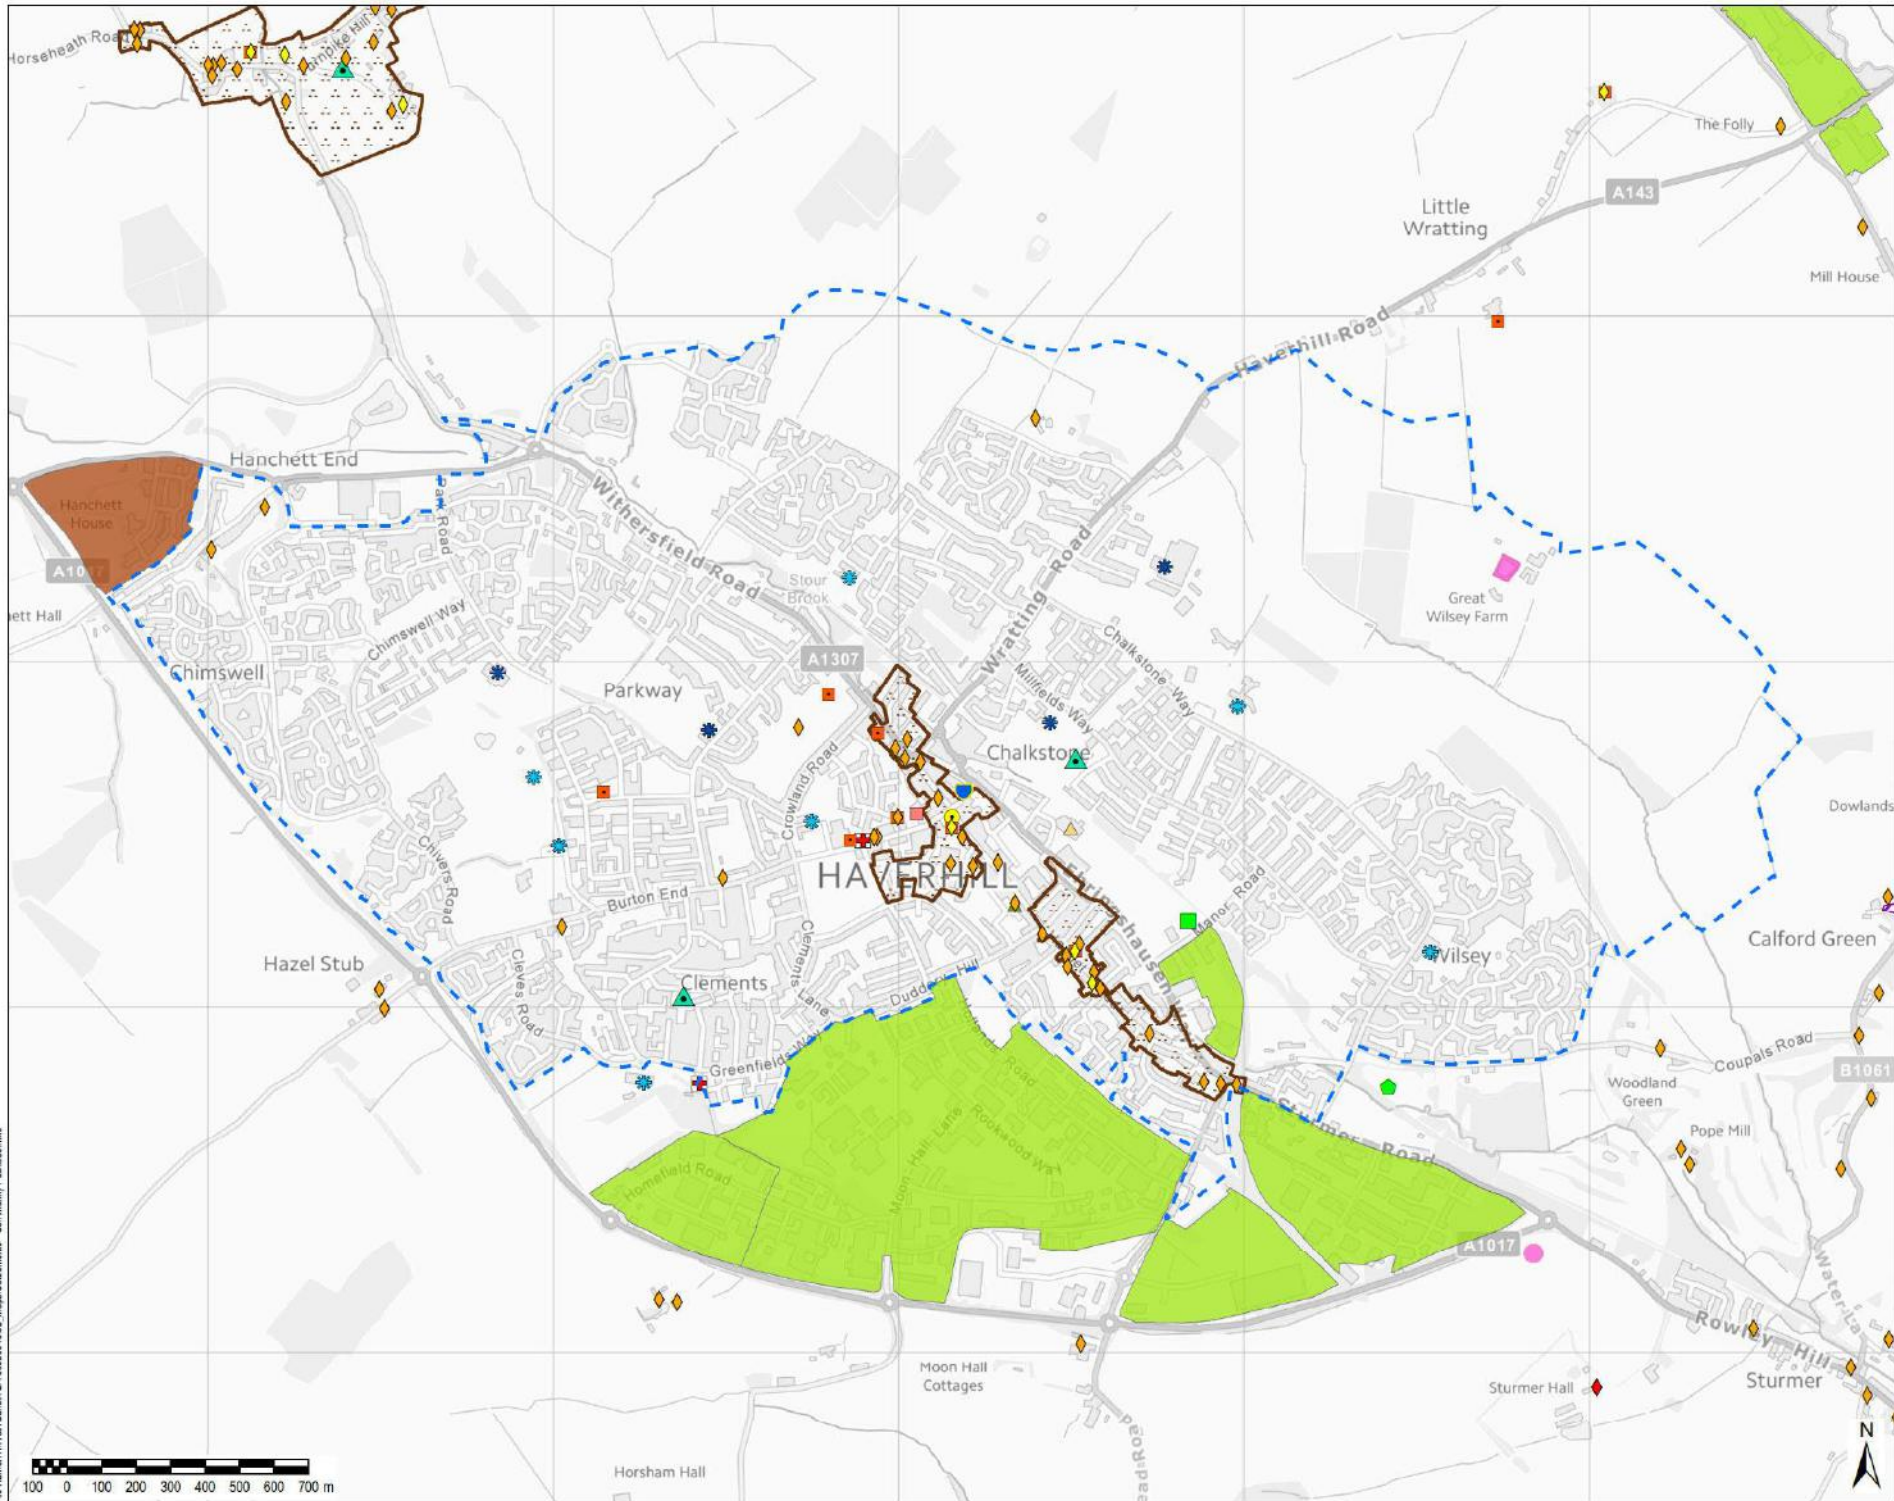 Horseheath Road
The Folly
A143
Little
Wratting
Mill House
Haverhill Road
Hanchett End
Hanchett
House
Park Road
Withersfield Road
A1017
Stour
Brook
Wratting Road
Great
Wilsey Farm
Chimswell Way
Chalkstone Way
Chimswell
A1307
Parkway
Millfields Way
Chalkstone
Crowland Road
Dowlands
Chivers Road
HAVERHILL
Burton End
Ehringshausen Way
Manor Road
Clements Lane
Calford Green
Wilsey
Hazel Stub
Cleves Road
Clements
Duddery Hill
Hollands Road
Greenfields Way
Coupals Road
B1061
Woodland
Green
Sturmer Road
Pope Mill
Moon Hall Lane
Rookwood Way
Homefield Road
A1017
Rowley Hill
Moon Hall
Cottages
Sturmer Hall
Sturmer
N
Horsham Hall
100 0 100 200 300 400 500 600 700 m